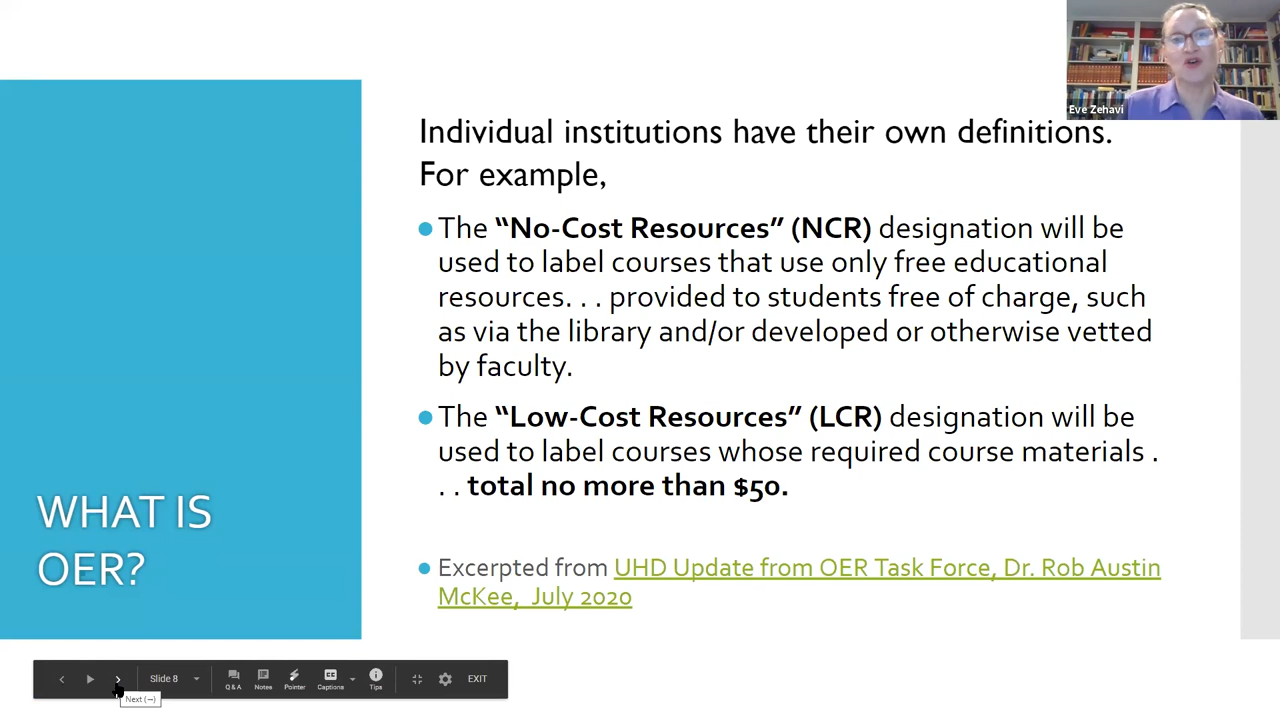 Eve Zehavi
Individual institutions have their own definitions.
For example,
The “No-Cost Resources” (NCR) designation will be
used to label courses that use only free educational
resources. . . provided to students free of charge, such
as via the library and/or developed or otherwise vetted
by faculty.
The “Low-Cost Resources” (LCR) designation will be
used to label courses whose required course materials .
. . total no more than $50.
Excerpted from UHD Update from OER Task Force, Dr. Rob Austin
McKee, July 2020
WHAT IS
OER?
Slide 8
Q & A
Notes
Pointer
Captions
Tips
EXIT
Next (→)